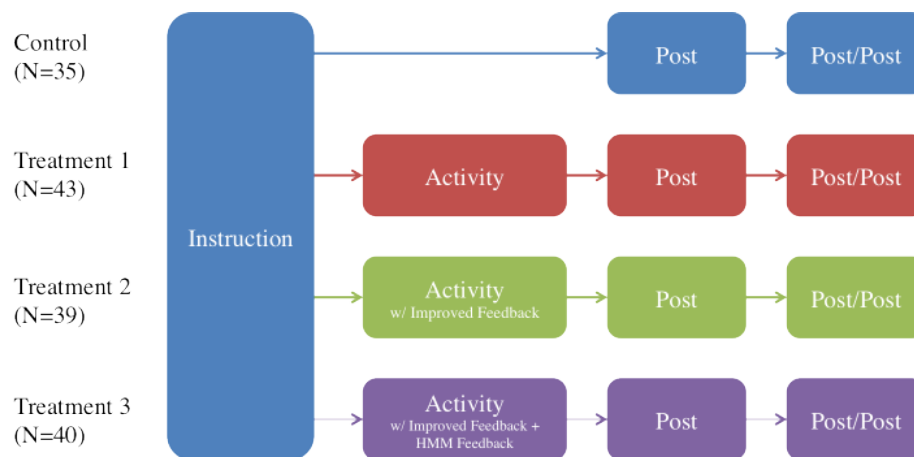 Control
(N=35)
Post
Post/Post
Treatment 1
(N=43)
Activity
Post
Post/Post
Instruction
Treatment 2
(N=39)
Activity
w/ Improved Feedback
Post
Post/Post
Treatment 3
(N=40)
Activity
w/ Improved Feedback +
HMM Feedback
Post
Post/Post